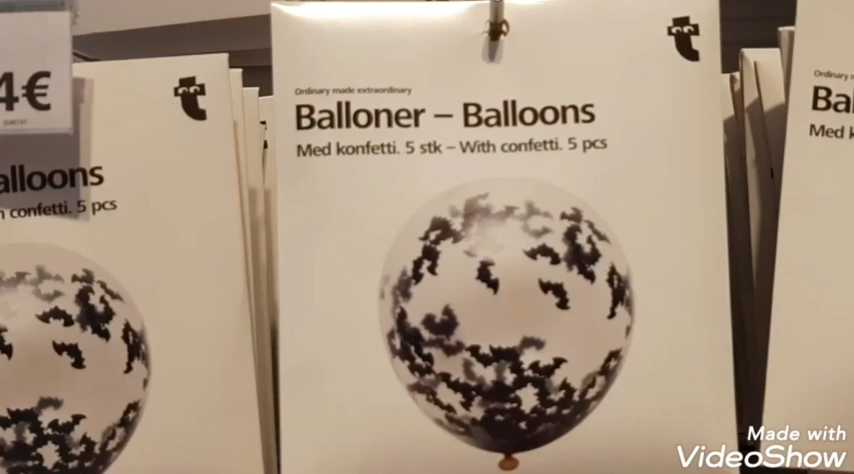 4€
alloons
confetti. 5 pcs
Ordinary made extraordinary
Balloner – Balloons
Med konfetti. 5 stk – With confetti. 5 pcs
Ordinary
Ba
Med k
Made with
VideoShow